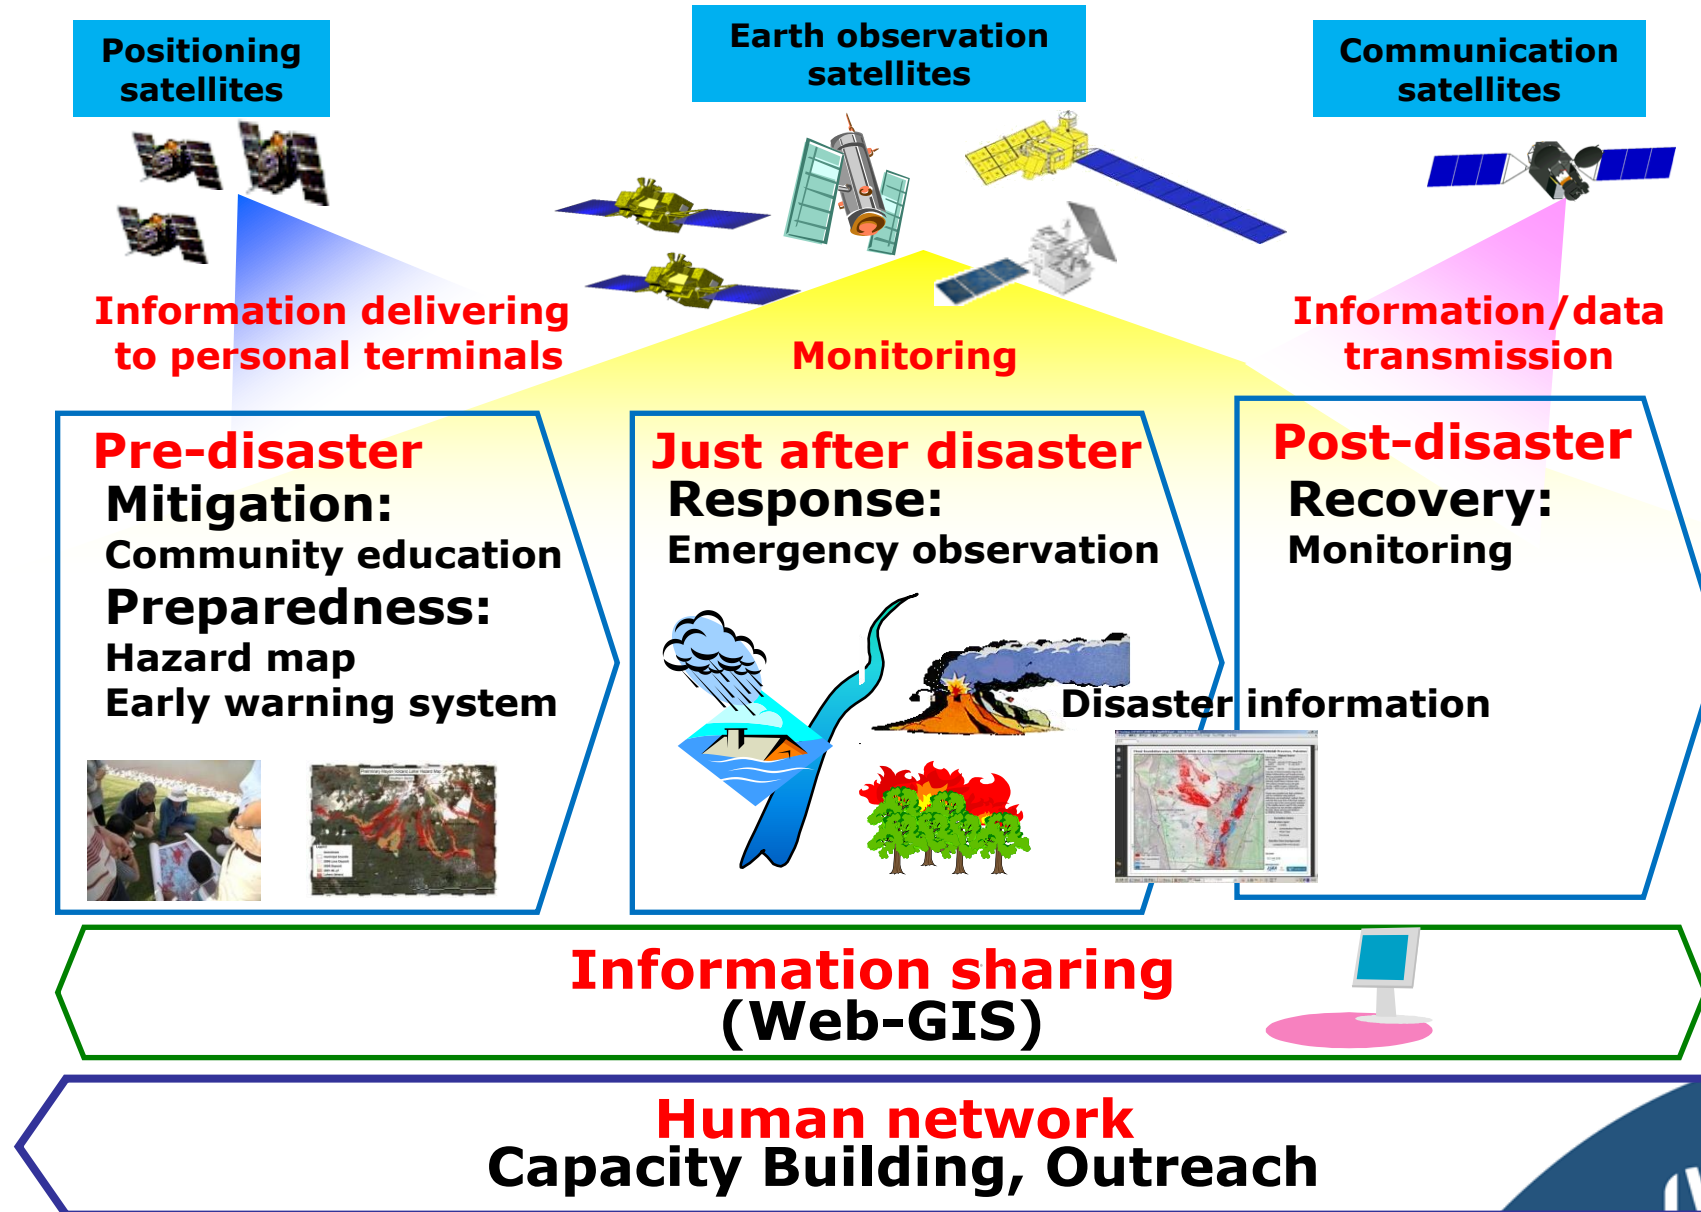 Positioning
satellites
Earth observation
satellites
Communication
satellites
Information delivering
to personal terminals
Monitoring
Information/data
transmission
Pre-disaster
Mitigation:
Community education
Preparedness:
Hazard map
Early warning system
Just after disaster
Response:
Emergency observation
Post-disaster
Recovery:
Monitoring
Disaster information
Information sharing
(Web-GIS)
Human network
Capacity Building, Outreach